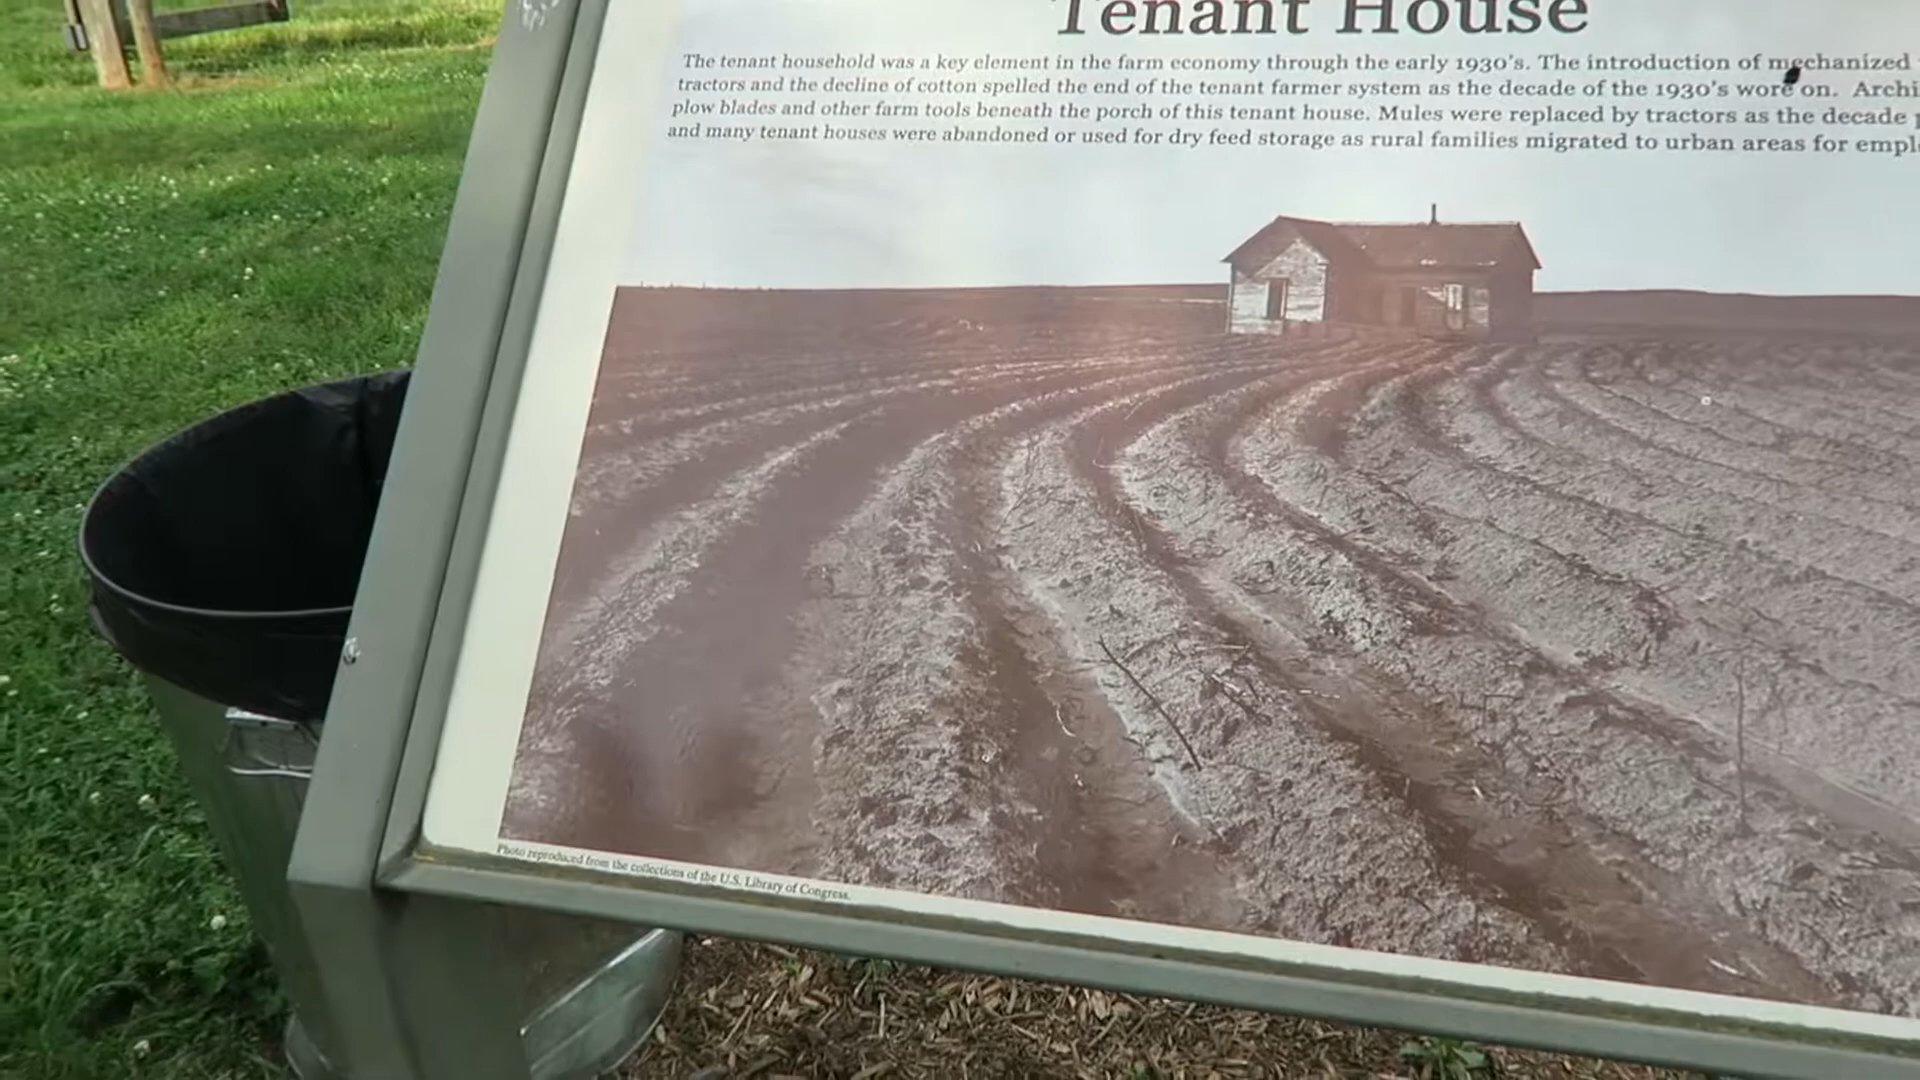 Tenant House
The tenant household was a key element in the farm economy through the early 1930's. The introduction of mechanized
tractors and the decline of cotton spelled the end of the tenant farmer system as the decade of the 1930's wore on. Archi
plow blades and other farm tools beneath the porch of this tenant house. Mules were replaced by tractors as the decade p
and many tenant houses were abandoned or used for dry feed storage as rural families migrated to urban areas for empl
Photo reproduced from the collections of the U.S. Library of Congress.